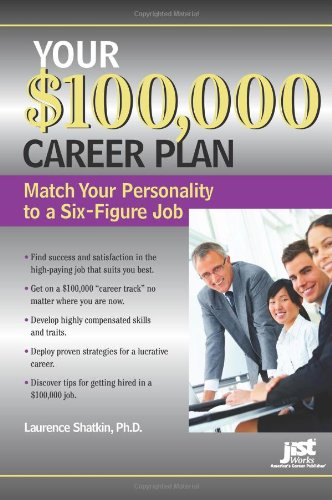 YOUR
$100,000
CAREER PLAN
Match Your Personality
to a Six-Figure Job
• Find success and satisfaction in the
high-paying job that suits you best.
• Get on a $100,000 "career track" no
matter where you are now.
• Develop highly compensated skills
and traits.
• Deploy proven strategies for a lucrative
career.
• Discover tips for getting hired in a
$100,000 job.
Laurence Shatkin, Ph.D.
jist
Works
America's Career Publisher